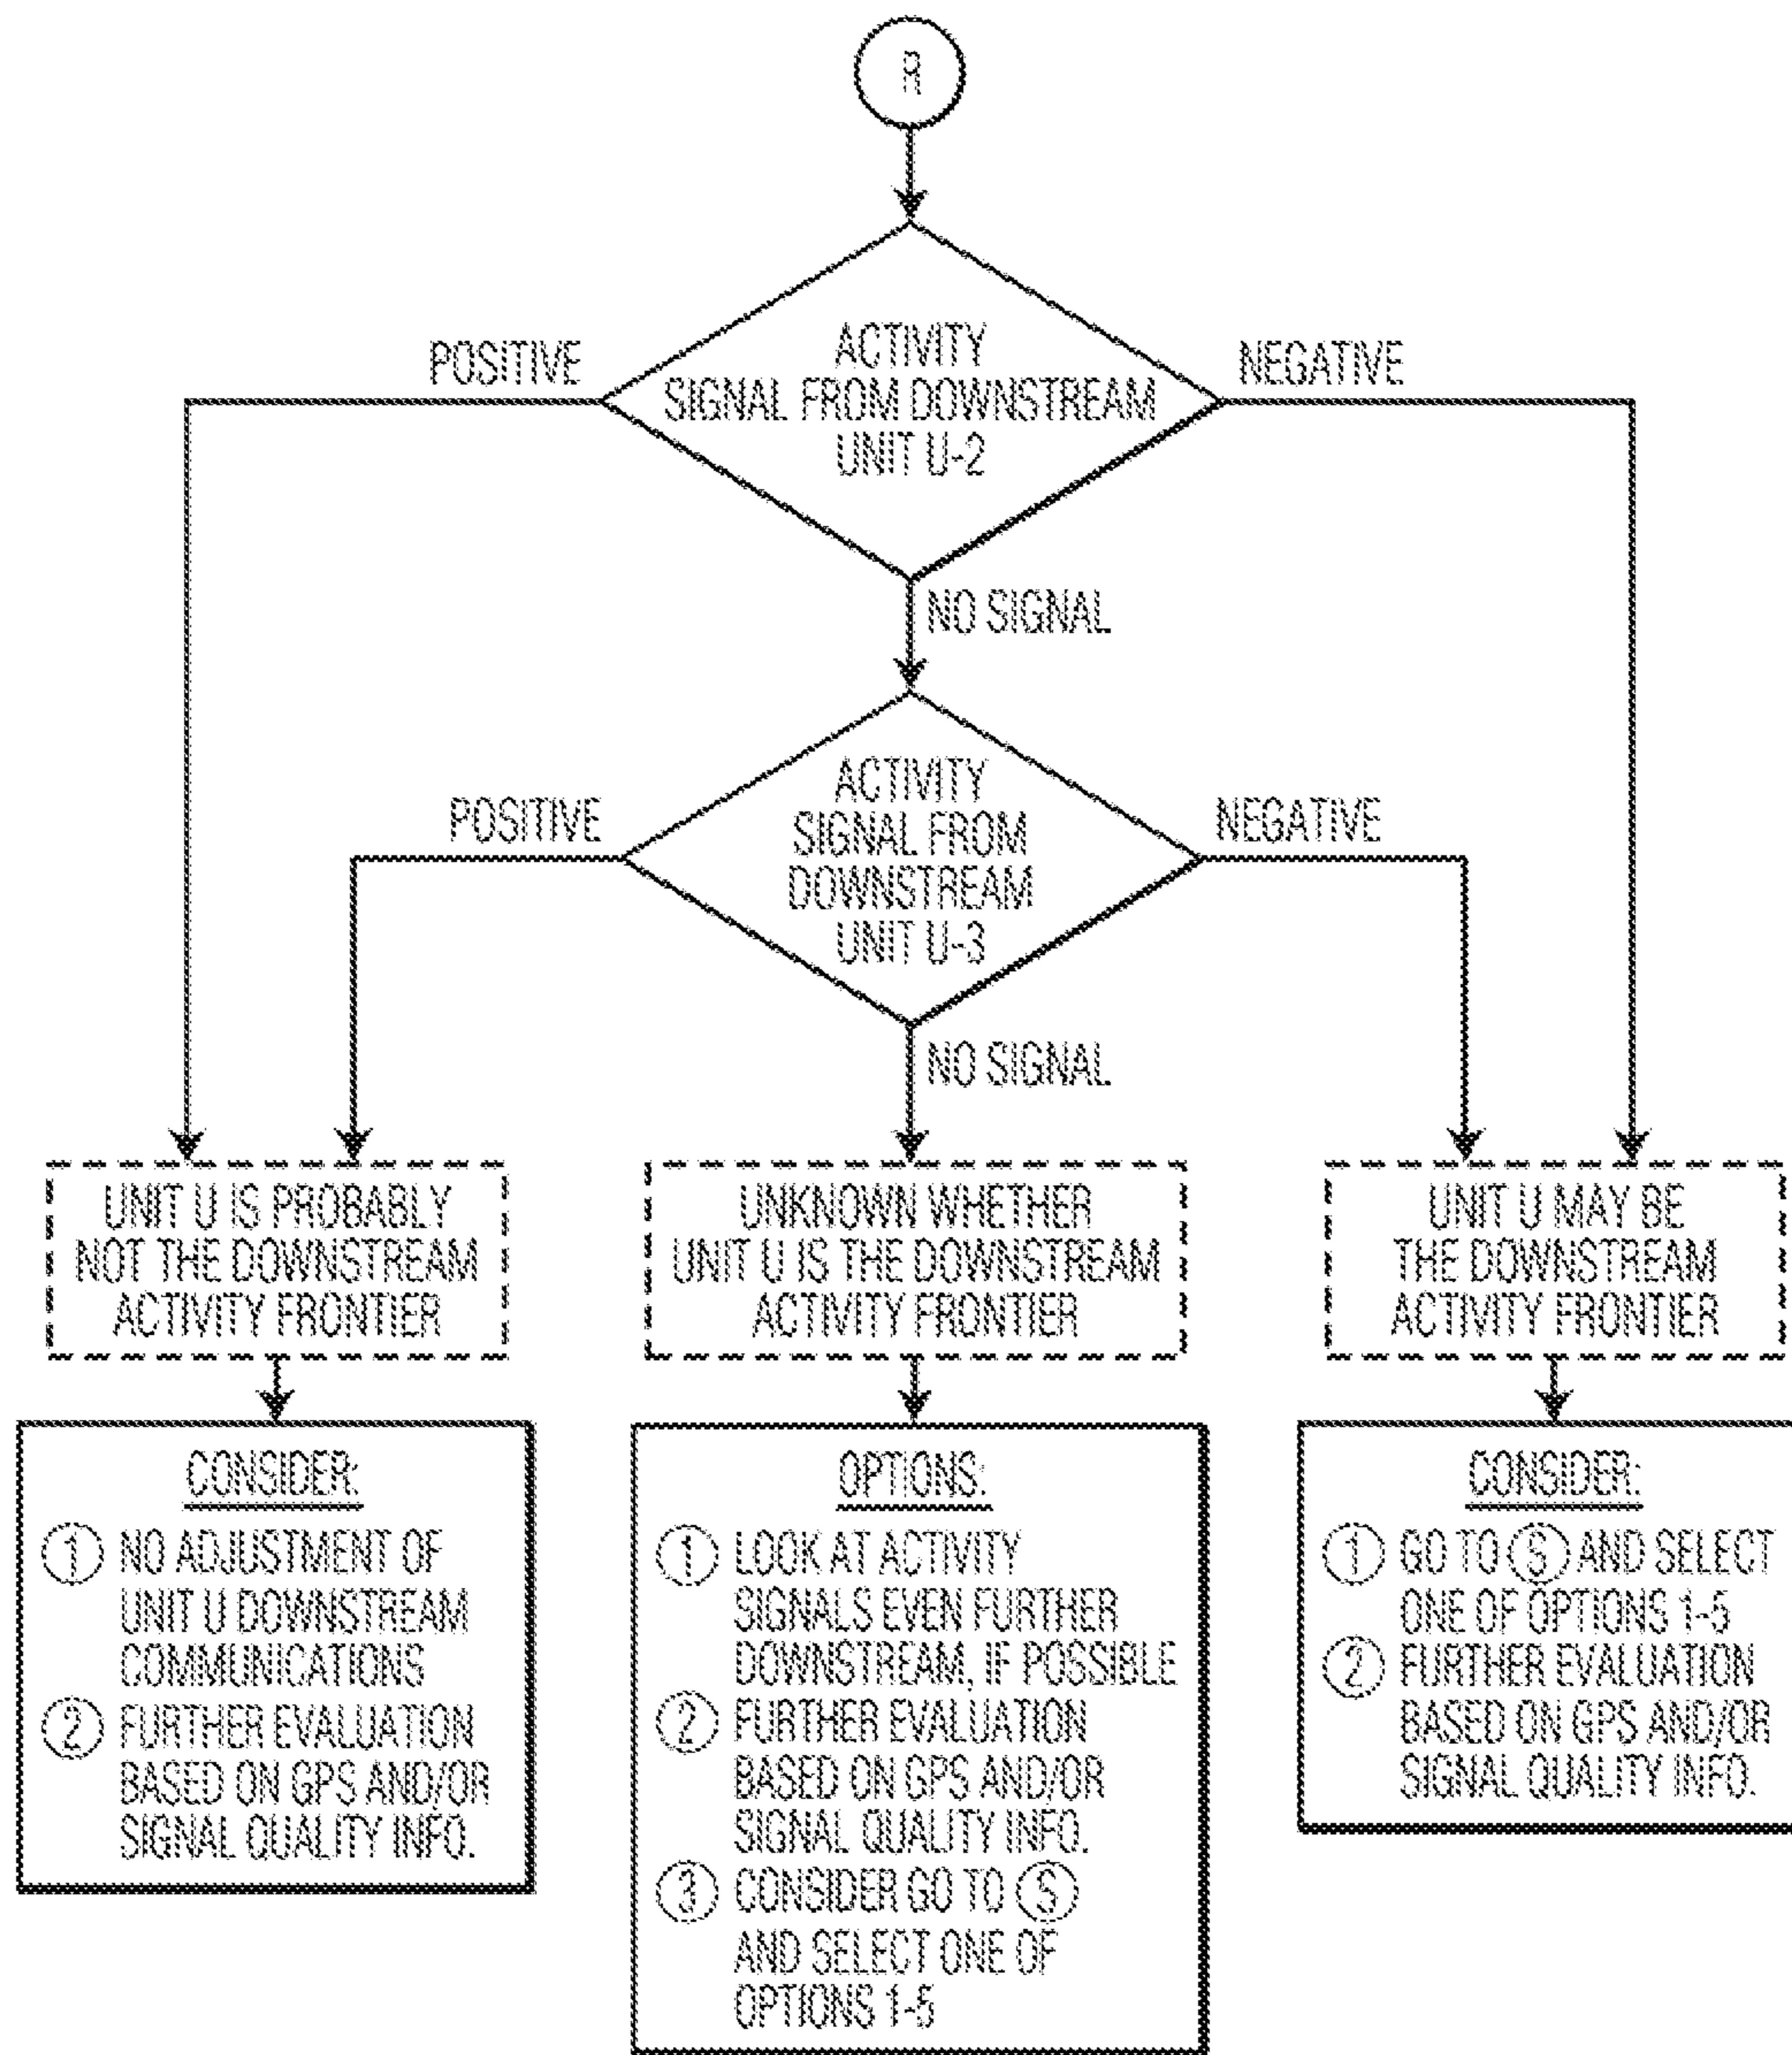 R
POSITIVE
ACTIVITY
SIGNAL FROM DOWNSTREAM
UNIT U-2
NEGATIVE
NO SIGNAL
POSITIVE
ACTIVITY
SIGNAL FROM
DOWNSTREAM
UNIT U-3
NEGATIVE
NO SIGNAL
UNIT U IS PROBABLY
NOT THE DOWNSTREAM
ACTIVITY FRONTIER
UNKNOWN WHETHER
UNIT U IS THE DOWNSTREAM
ACTIVITY FRONTIER
UNIT U MAY BE
THE DOWNSTREAM
ACTIVITY FRONTIER
CONSIDER:
1 NO ADJUSTMENT OF
UNIT U DOWNSTREAM
COMMUNICATIONS
2 FURTHER EVALUATION
BASED ON GPS AND/OR
SIGNAL QUALITY INFO.
OPTIONS:
1 LOOK AT ACTIVITY
SIGNALS EVEN FURTHER
DOWNSTREAM, IF POSSIBLE
2 FURTHER EVALUATION
BASED ON GPS AND/OR
SIGNAL QUALITY INFO.
3 CONSIDER GO TO S
AND SELECT ONE OF
OPTIONS 1-5
CONSIDER:
1 GO TO S AND SELECT
ONE OF OPTIONS 1-5
2 FURTHER EVALUATION
BASED ON GPS AND/OR
SIGNAL QUALITY INFO.